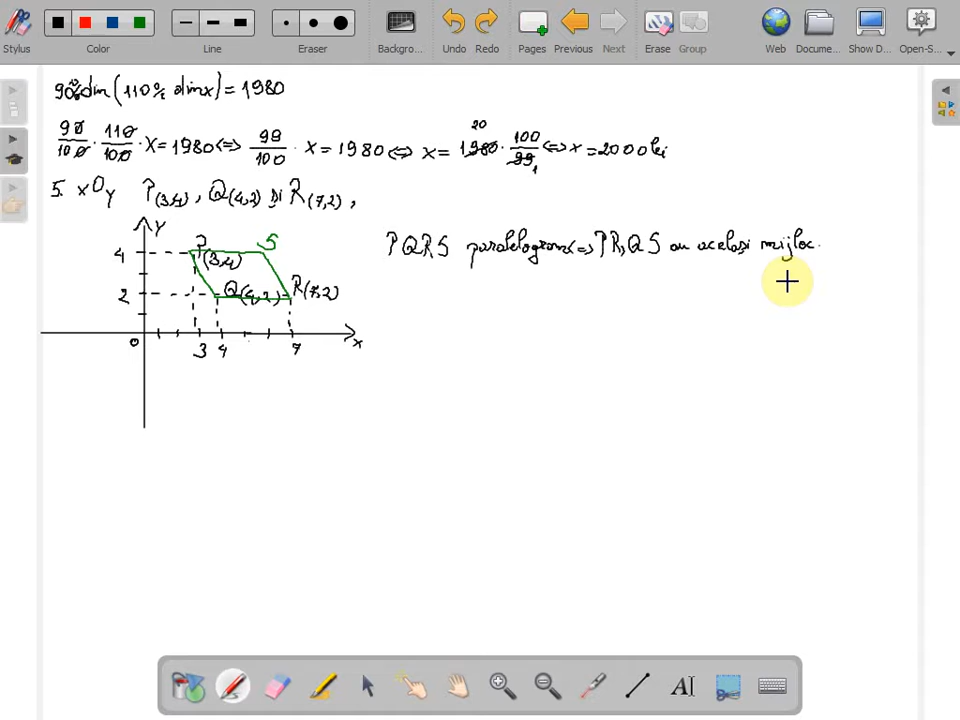 Stylus Color Line Eraser Backgro... Undo Redo Pages Previous Next Erase Group Web Docume... Show D... Open-S...
90% din (110% din x) = 1980
90/100 · 110/100 · x = 1980 <=> 99/100 · x = 1980 <=> x = 1980 · 100/99 <=> x = 2000 lei
20
1
5. xOy P(3,4), Q(4,2) și R(7,2),
y
PQRS paralelogram <=> PR, QS au același mijloc.
4 P(3,4) S
2 Q(4,2) R(7,2)
0 3 4 7 x